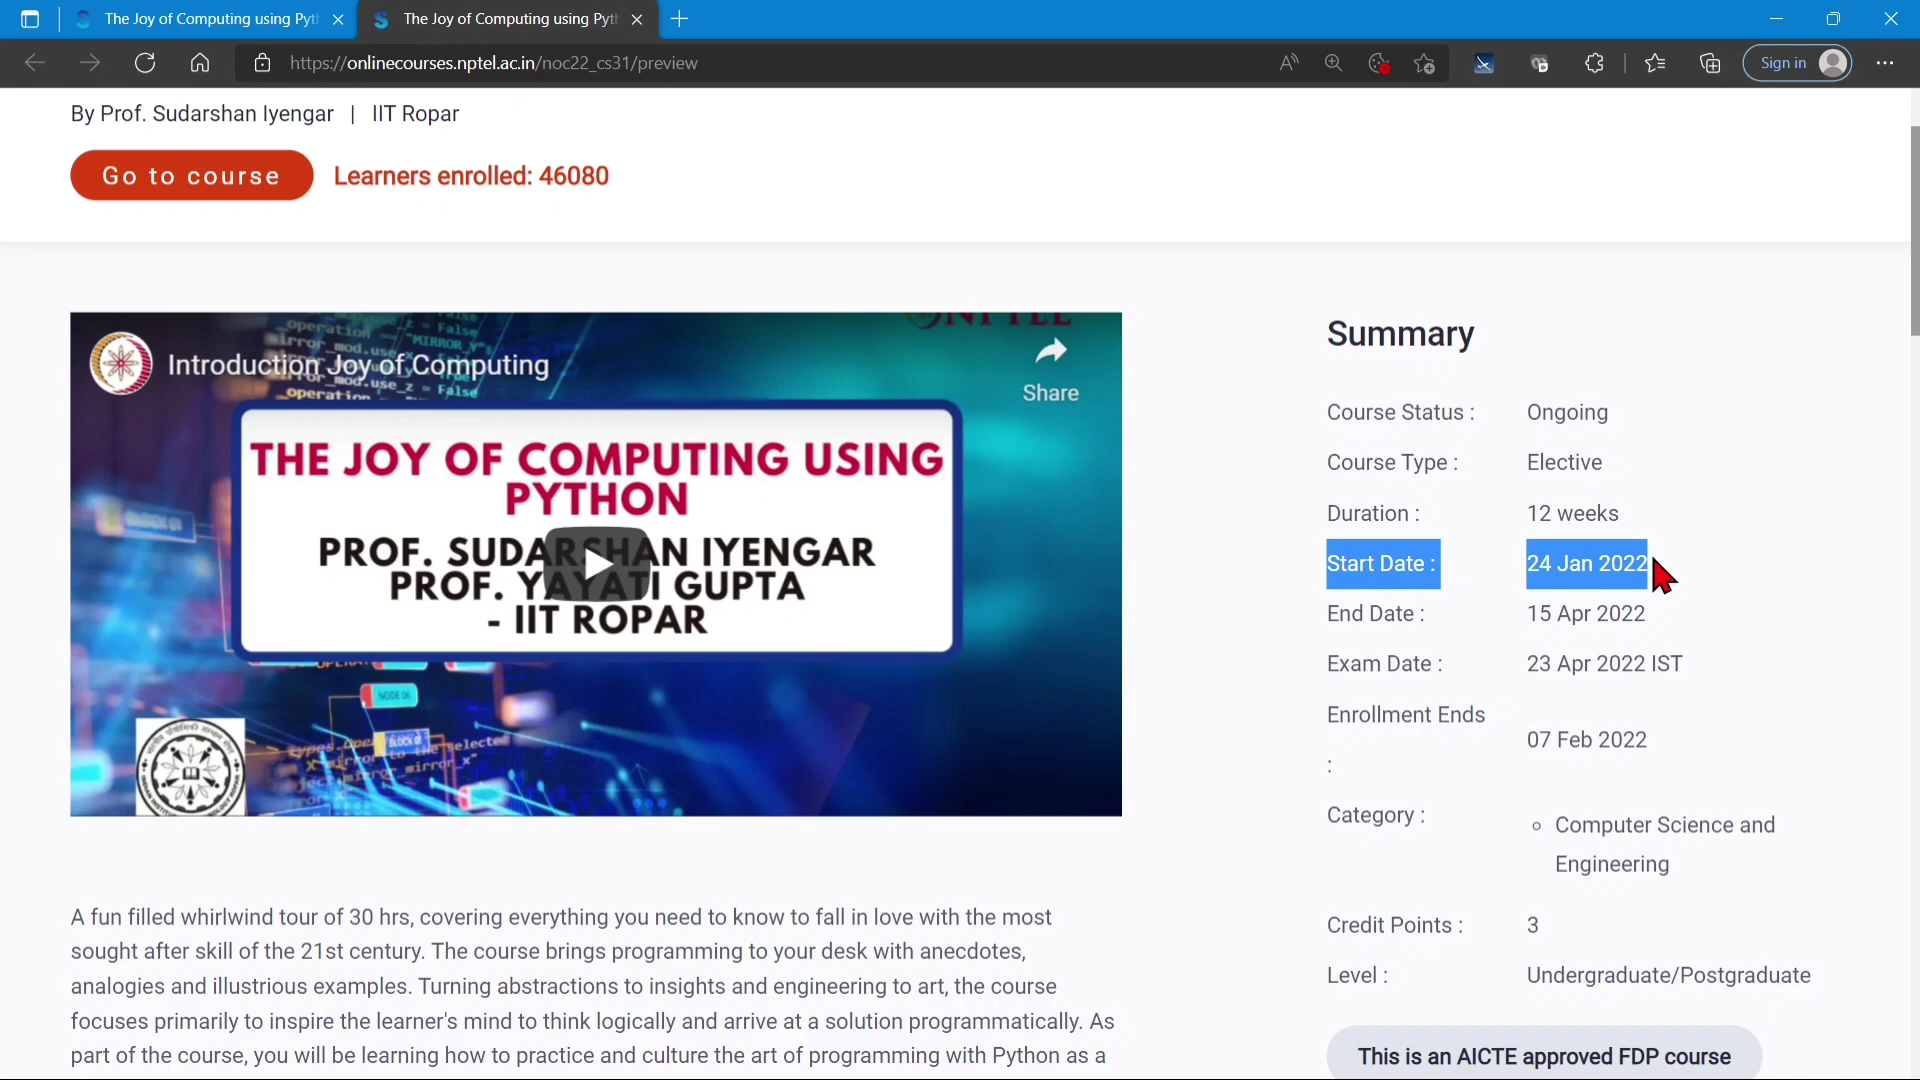 The Joy of Computing using Pyt
The Joy of Computing using Pyt
https://onlinecourses.nptel.ac.in/noc22_cs31/preview
Sign in
By Prof. Sudarshan Iyengar | IIT Ropar
Go to course
Learners enrolled: 46080
Introduction Joy of Computing
Share
THE JOY OF COMPUTING USING
PYTHON
PROF. SUDARSHAN IYENGAR
PROF. YAYATI GUPTA
- IIT ROPAR
Summary
Course Status : Ongoing
Course Type : Elective
Duration : 12 weeks
Start Date : 24 Jan 2022
End Date : 15 Apr 2022
Exam Date : 23 Apr 2022 IST
Enrollment Ends
: 07 Feb 2022
Category :
Computer Science and
Engineering
Credit Points : 3
Level : Undergraduate/Postgraduate
This is an AICTE approved FDP course
A fun filled whirlwind tour of 30 hrs, covering everything you need to know to fall in love with the most
sought after skill of the 21st century. The course brings programming to your desk with anecdotes,
analogies and illustrious examples. Turning abstractions to insights and engineering to art, the course
focuses primarily to inspire the learner's mind to think logically and arrive at a solution programmatically. As
part of the course, you will be learning how to practice and culture the art of programming with Python as a